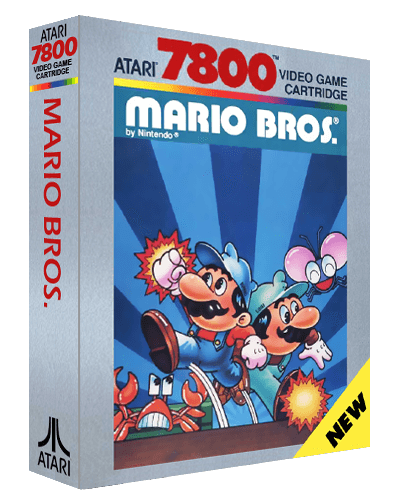 ATARI
7800
VIDEO GAME
CARTRIDGE
MARIO BROS.
ATARI
ATARI 7800™ VIDEO GAME
CARTRIDGE
MARIO BROS.®
by Nintendo®
NEW